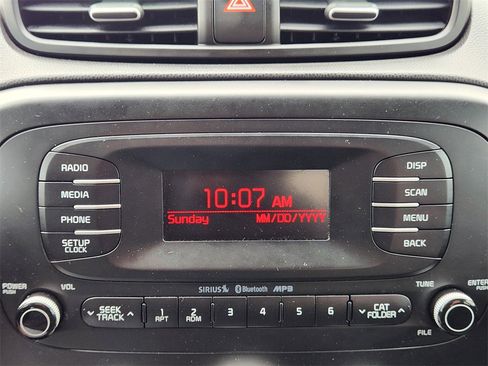 RADIO
MEDIA
PHONE
SETUP
CLOCK
10:07 AM
Sunday MM/DD/YYYY
DISP
SCAN
MENU
BACK
POWER
PUSH
VOL
SIRIUS Bluetooth MP3
TUNE
ENTER
PUSH
SEEK
TRACK
1
RPT
2
RDM
3
4
5
6
CAT
FOLDER
FILE